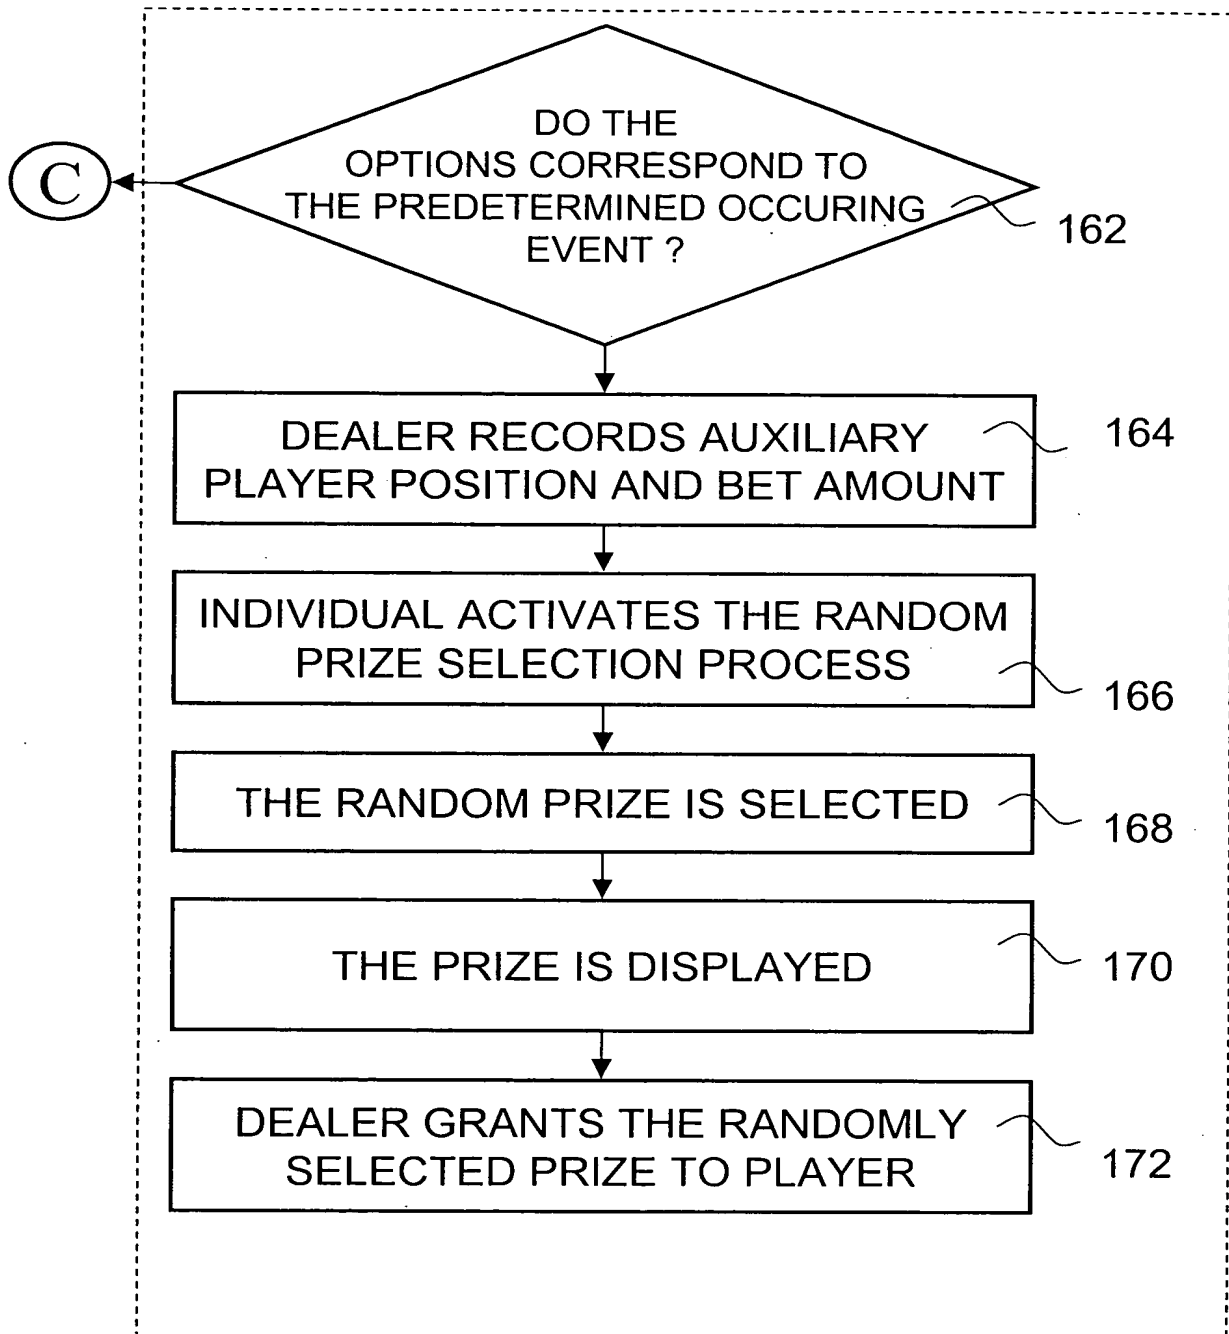 DO THE
OPTIONS CORRESPOND TO
THE PREDETERMINED OCCURING
EVENT ?
C
162
DEALER RECORDS AUXILIARY
PLAYER POSITION AND BET AMOUNT
164
INDIVIDUAL ACTIVATES THE RANDOM
PRIZE SELECTION PROCESS
166
THE RANDOM PRIZE IS SELECTED
168
THE PRIZE IS DISPLAYED
170
DEALER GRANTS THE RANDOMLY
SELECTED PRIZE TO PLAYER
172